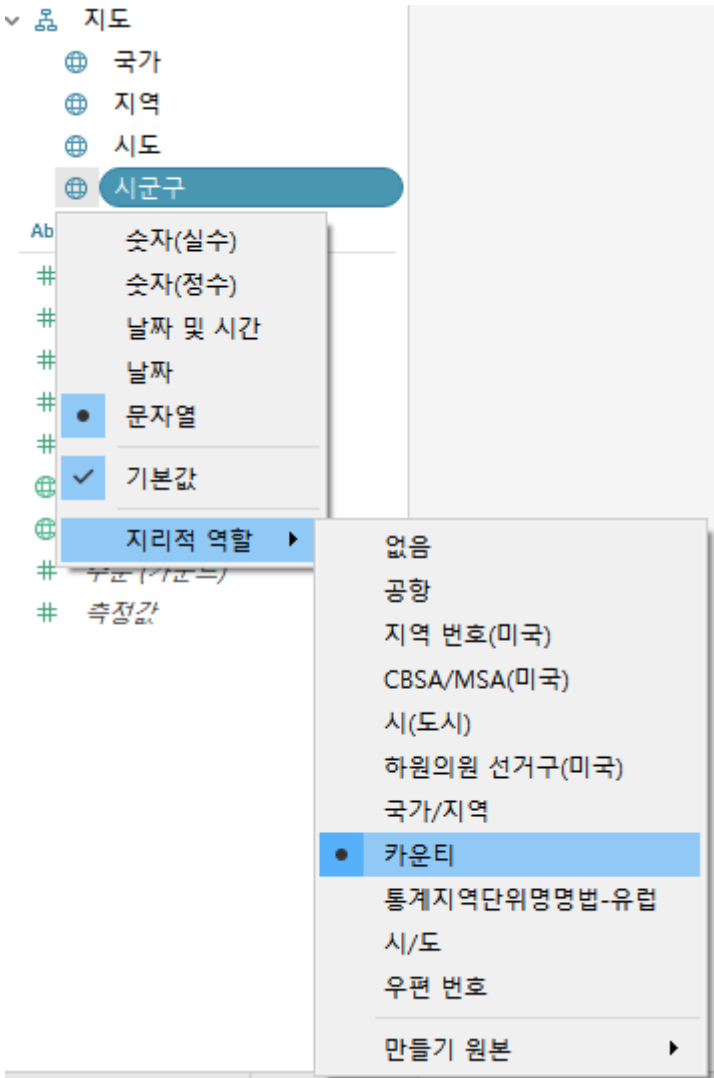 지도
국가
지역
시도
시군구
Ab
숫자(실수)
숫자(정수)
날짜 및 시간
날짜
문자열
기본값
지리적 역할
없음
공항
지역 번호(미국)
CBSA/MSA(미국)
시(도시)
하원의원 선거구(미국)
국가/지역
카운티
통계지역단위명명법-유럽
시/도
우편 번호
만들기 원본
측정값